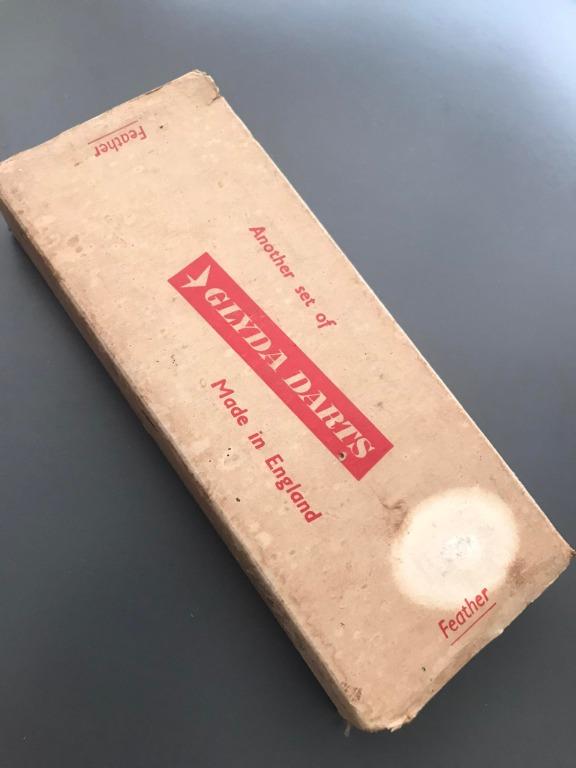 Feather
Another set of
GLYDA DARTS
Made in England
Feather